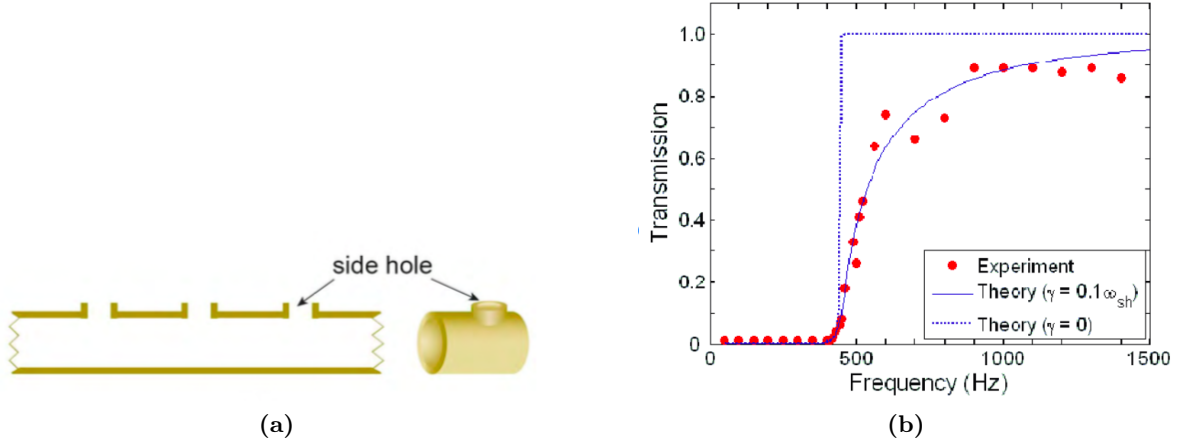 side hole
(a)
Transmission
1.0
0.8
0.6
0.4
0.2
0
0
500
1000
1500
Frequency (Hz)
Experiment
Theory (γ = 0.1ω_sh)
Theory (γ = 0)
(b)